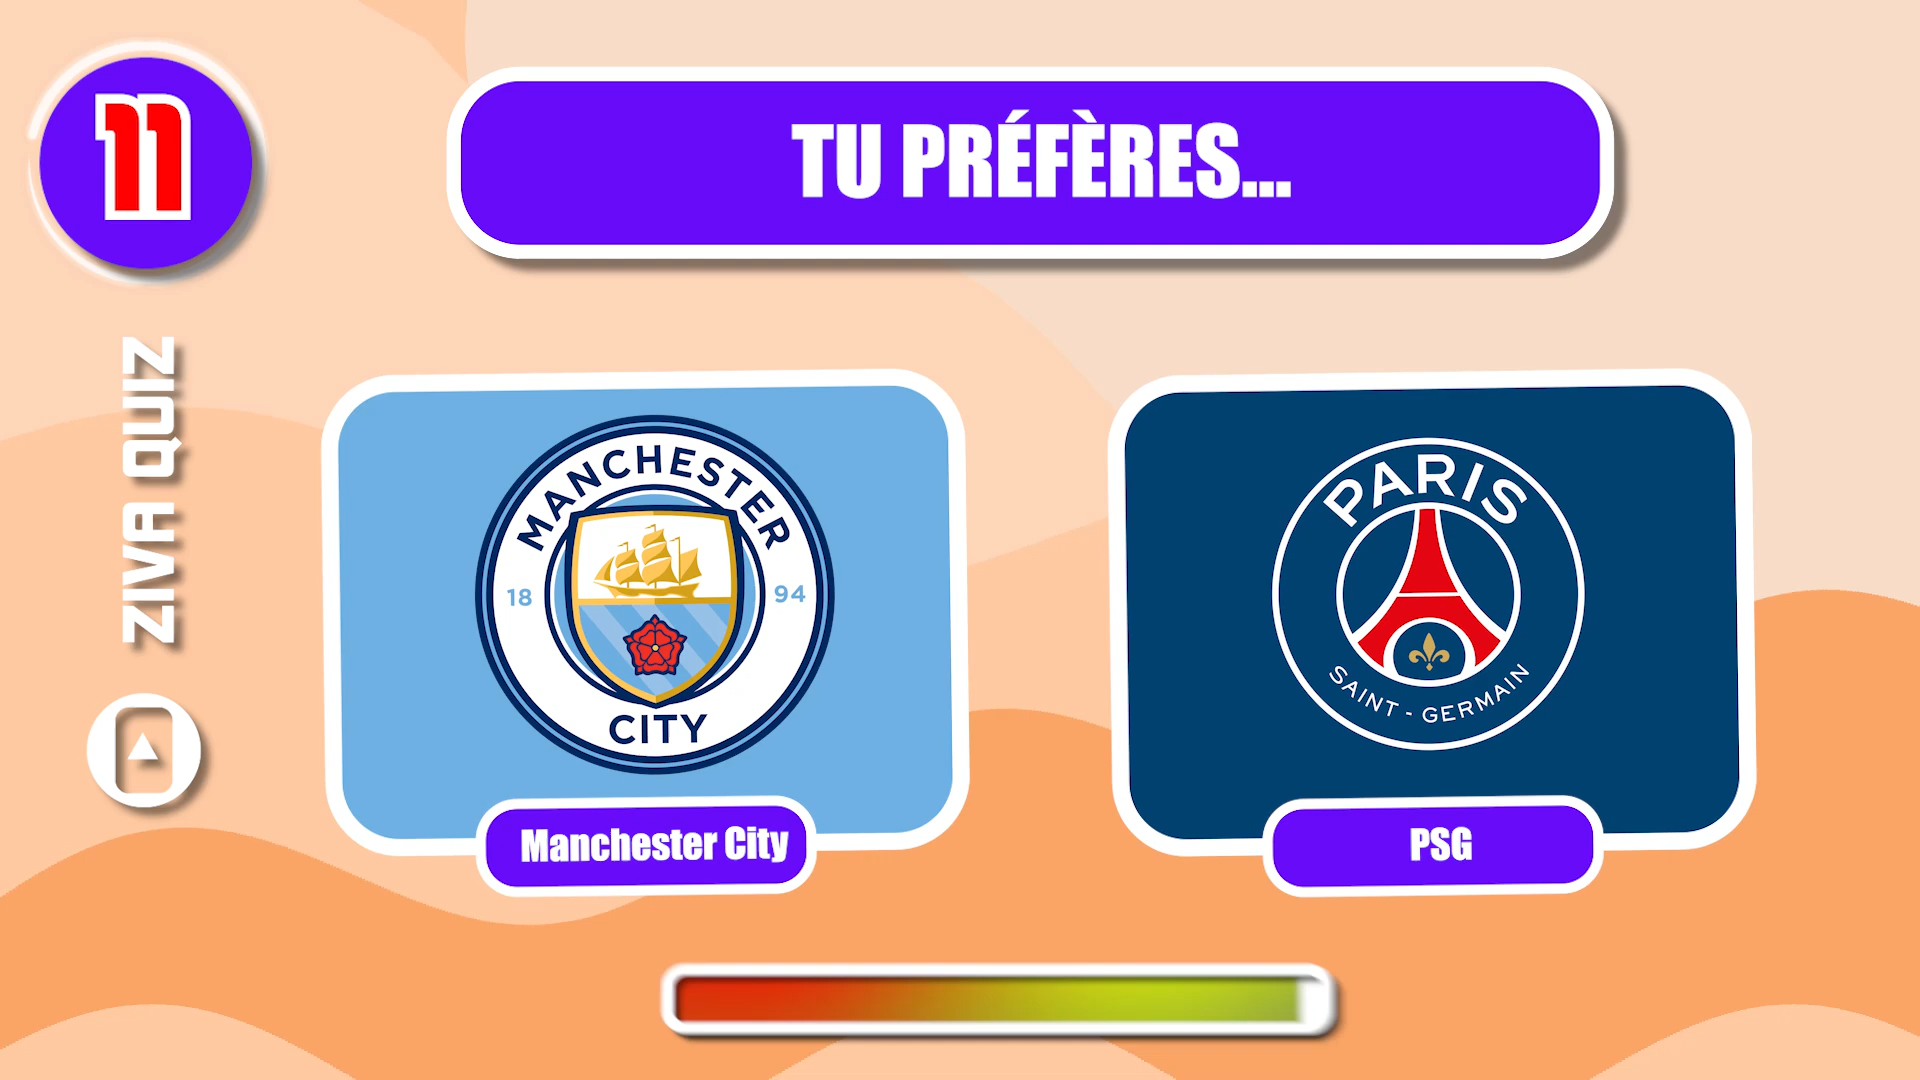 11
TU PRÉFÈRES...
ZIVA QUIZ
MANCHESTER
18 94
CITY
Manchester City
PARIS
SAINT - GERMAIN
PSG